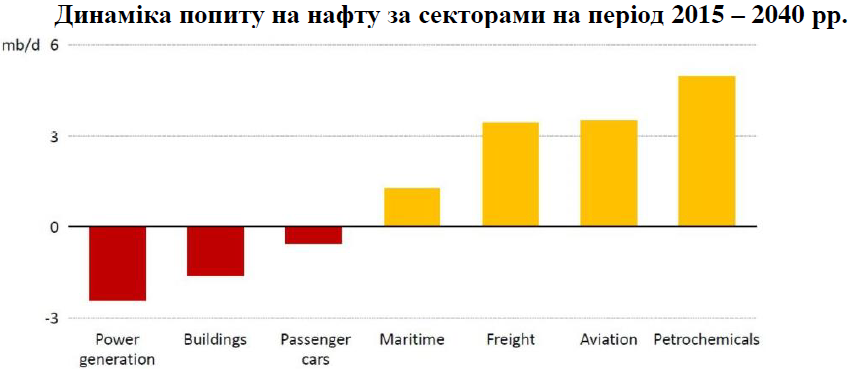 Динаміка попиту на нафту за секторами на період 2015 – 2040 рр.
mb/d 6
3
0
-3
Power generation
Buildings
Passenger cars
Maritime
Freight
Aviation
Petrochemicals